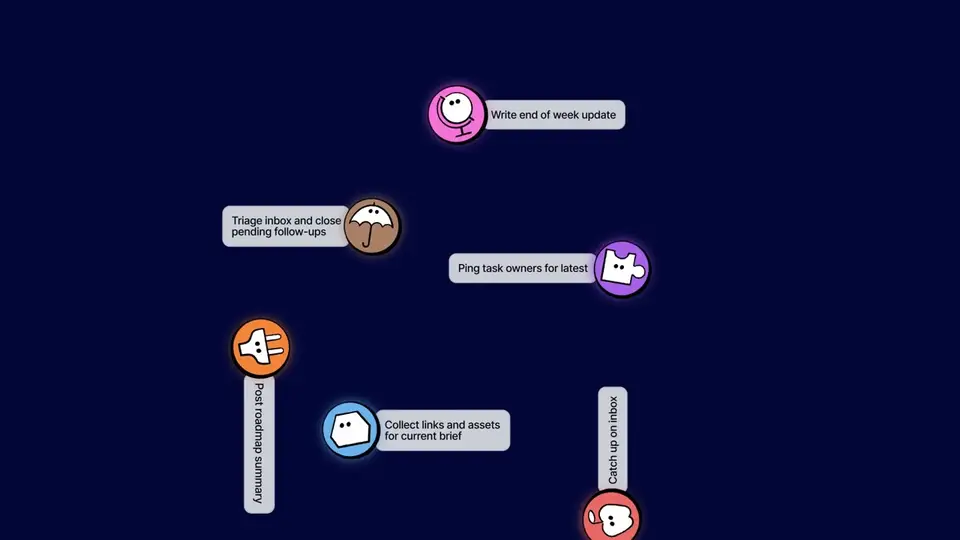 Write end of week update
Triage inbox and close
pending follow-ups
Ping task owners for latest
Post roadmap summary
Collect links and assets
for current brief
Catch up on inbox